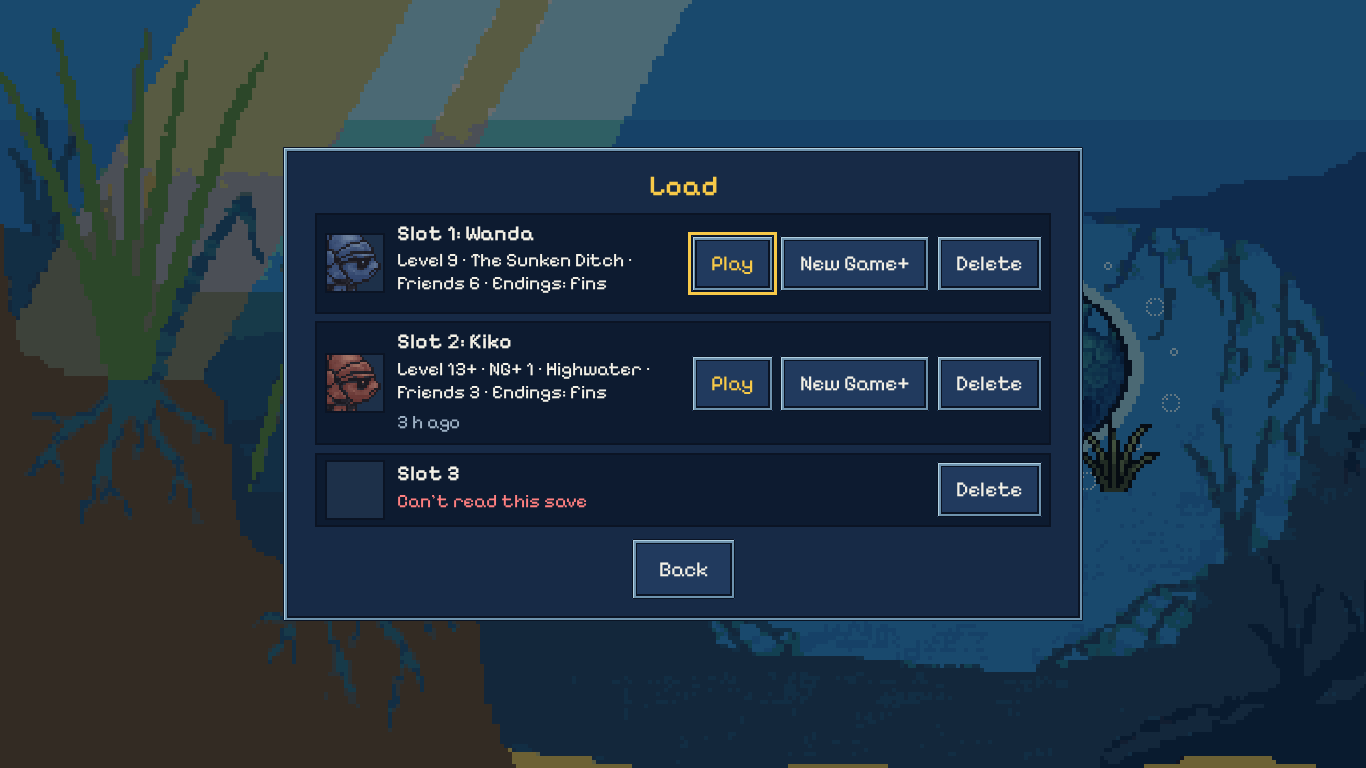 Load
Slot 1: Wanda
Level 9 · The Sunken Ditch ·
Friends 6 · Endings: Fins
Play
New Game+
Delete
Slot 2: Kiko
Level 13+ · NG+ 1 · Highwater ·
Friends 3 · Endings: Fins
3 h ago
Play
New Game+
Delete
Slot 3
Can't read this save
Delete
Back